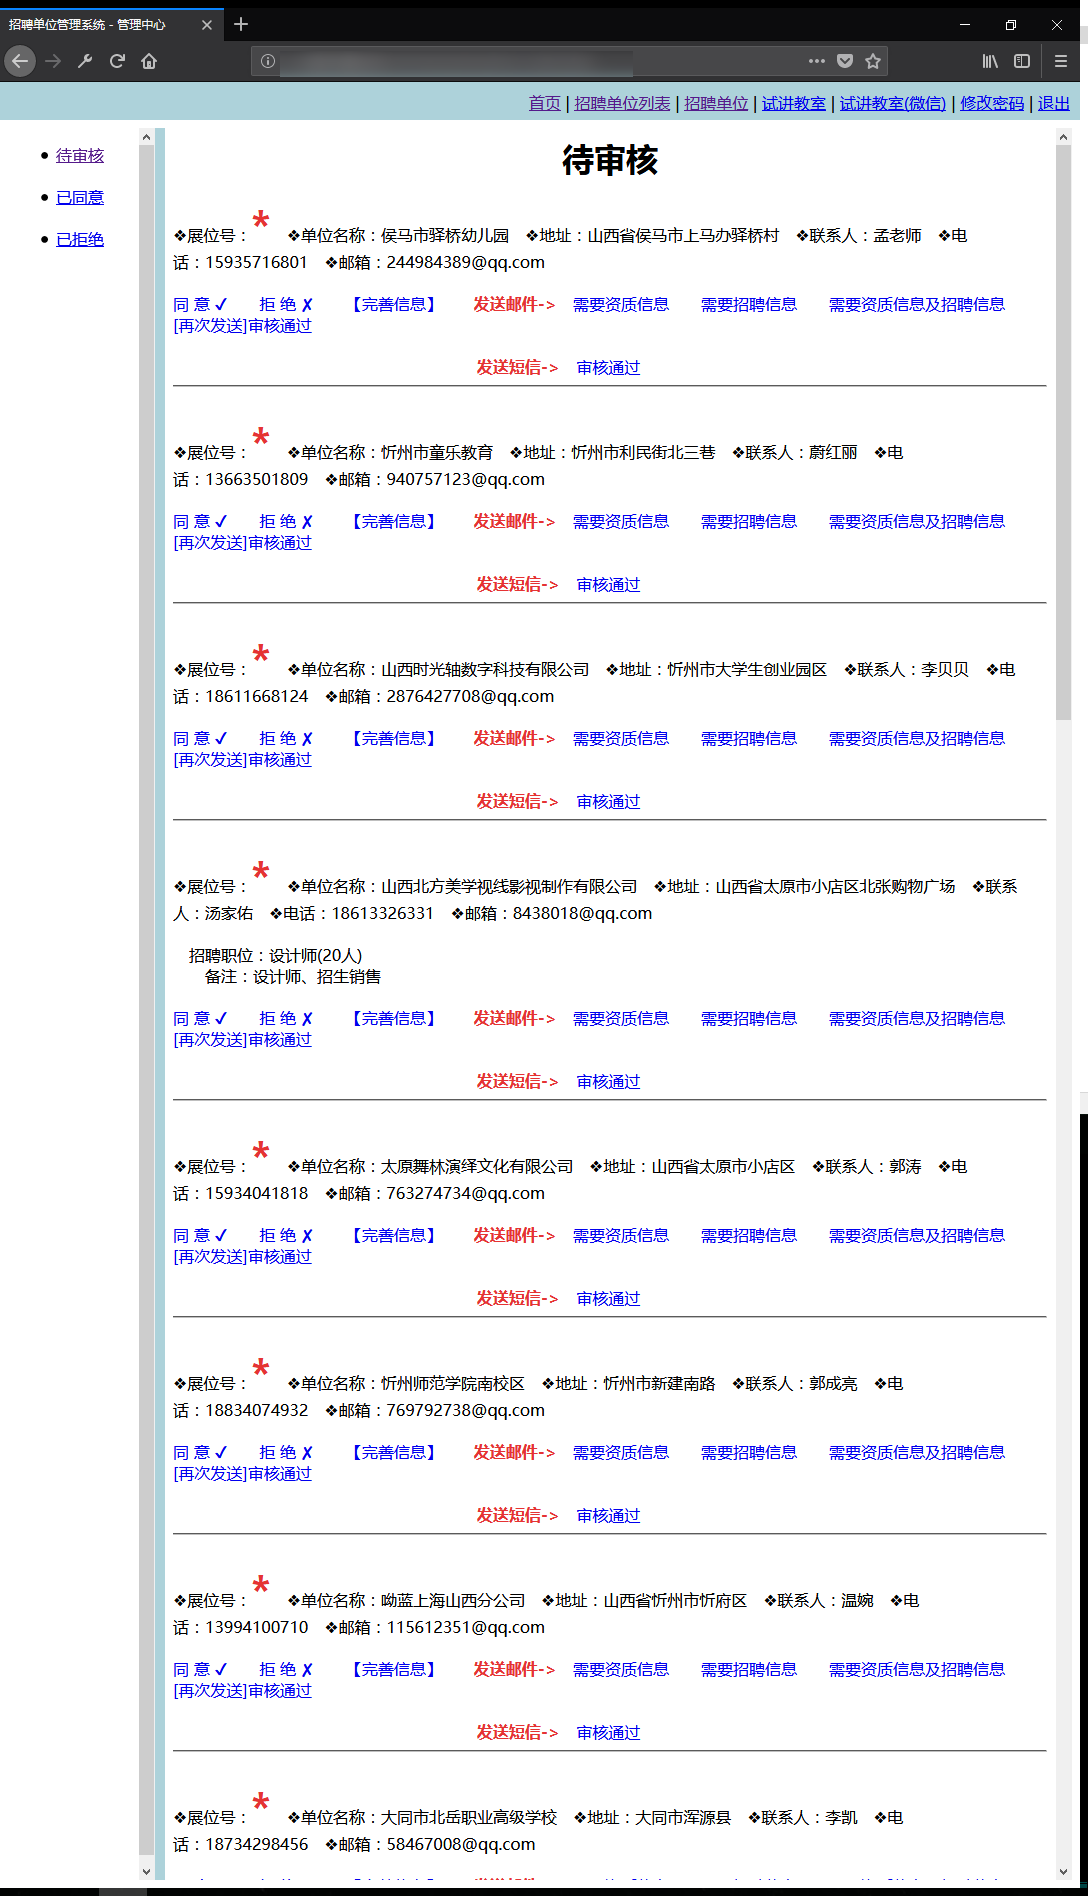 招聘单位管理系统 - 管理中心
首页 | 招聘单位列表 | 招聘单位 | 试讲教室 | 试讲教室(微信) | 修改密码 | 退出
• 待审核
• 已同意
• 已拒绝
待审核
❖展位号：* ❖单位名称：侯马市驿桥幼儿园 ❖地址：山西省侯马市上马办驿桥村 ❖联系人：孟老师 ❖电
话：15935716801 ❖邮箱：244984389@qq.com
同 意 ✔ 拒 绝 ✘ 【完善信息】 发送邮件-> 需要资质信息 需要招聘信息 需要资质信息及招聘信息
[再次发送]审核通过
发送短信-> 审核通过
❖展位号：* ❖单位名称：忻州市童乐教育 ❖地址：忻州市利民街北三巷 ❖联系人：蔚红丽 ❖电
话：13663501809 ❖邮箱：940757123@qq.com
同 意 ✔ 拒 绝 ✘ 【完善信息】 发送邮件-> 需要资质信息 需要招聘信息 需要资质信息及招聘信息
[再次发送]审核通过
发送短信-> 审核通过
❖展位号：* ❖单位名称：山西时光轴数字科技有限公司 ❖地址：忻州市大学生创业园区 ❖联系人：李贝贝 ❖电
话：18611668124 ❖邮箱：2876427708@qq.com
同 意 ✔ 拒 绝 ✘ 【完善信息】 发送邮件-> 需要资质信息 需要招聘信息 需要资质信息及招聘信息
[再次发送]审核通过
发送短信-> 审核通过
❖展位号：* ❖单位名称：山西北方美学视线影视制作有限公司 ❖地址：山西省太原市小店区北张购物广场 ❖联系
人：汤家佑 ❖电话：18613326331 ❖邮箱：8438018@qq.com
招聘职位：设计师(20人)
备注：设计师、招生销售
同 意 ✔ 拒 绝 ✘ 【完善信息】 发送邮件-> 需要资质信息 需要招聘信息 需要资质信息及招聘信息
[再次发送]审核通过
发送短信-> 审核通过
❖展位号：* ❖单位名称：太原舞林演绎文化有限公司 ❖地址：山西省太原市小店区 ❖联系人：郭涛 ❖电
话：15934041818 ❖邮箱：763274734@qq.com
同 意 ✔ 拒 绝 ✘ 【完善信息】 发送邮件-> 需要资质信息 需要招聘信息 需要资质信息及招聘信息
[再次发送]审核通过
发送短信-> 审核通过
❖展位号：* ❖单位名称：忻州师范学院南校区 ❖地址：忻州市新建南路 ❖联系人：郭成亮 ❖电
话：18834074932 ❖邮箱：769792738@qq.com
同 意 ✔ 拒 绝 ✘ 【完善信息】 发送邮件-> 需要资质信息 需要招聘信息 需要资质信息及招聘信息
[再次发送]审核通过
发送短信-> 审核通过
❖展位号：* ❖单位名称：呦蓝上海山西分公司 ❖地址：山西省忻州市忻府区 ❖联系人：温婉 ❖电
话：13994100710 ❖邮箱：115612351@qq.com
同 意 ✔ 拒 绝 ✘ 【完善信息】 发送邮件-> 需要资质信息 需要招聘信息 需要资质信息及招聘信息
[再次发送]审核通过
发送短信-> 审核通过
❖展位号：* ❖单位名称：大同市北岳职业高级学校 ❖地址：大同市浑源县 ❖联系人：李凯 ❖电
话：18734298456 ❖邮箱：58467008@qq.com